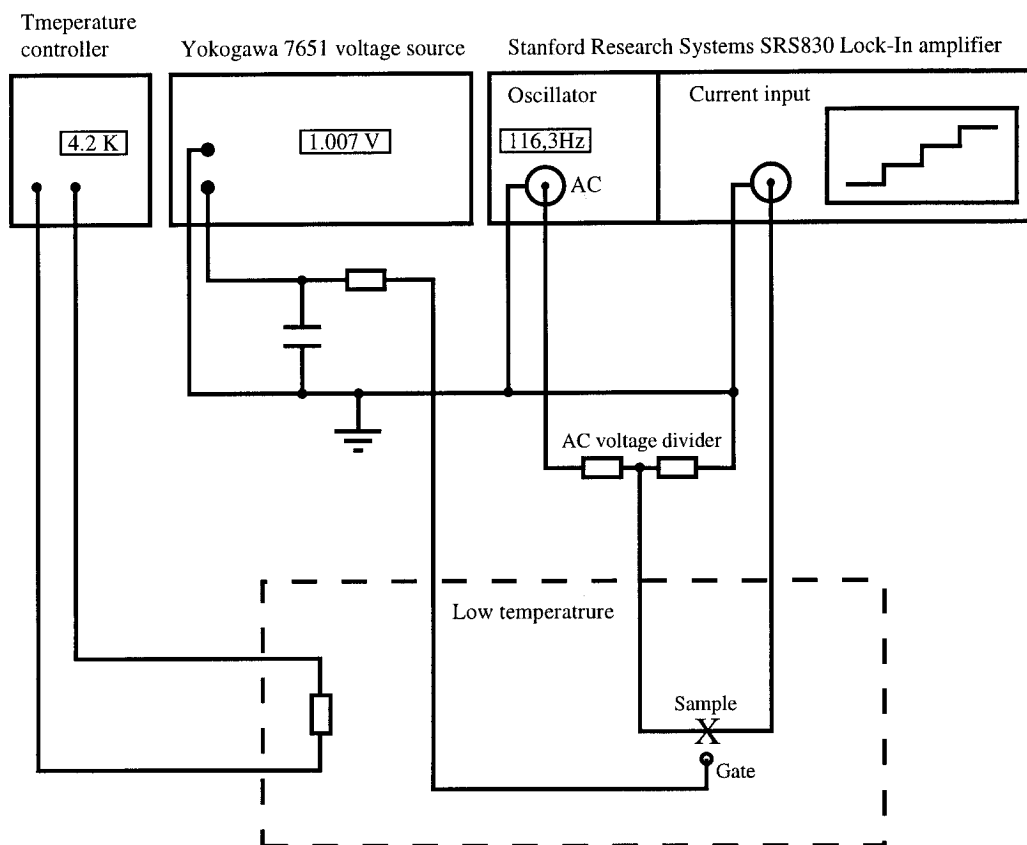 Tmeperature
controller
Yokogawa 7651 voltage source
Stanford Research Systems SRS830 Lock-In amplifier
4.2 K
1.007 V
Oscillator
116,3Hz
AC
Current input
AC voltage divider
Low temperatrure
Sample
X
Gate